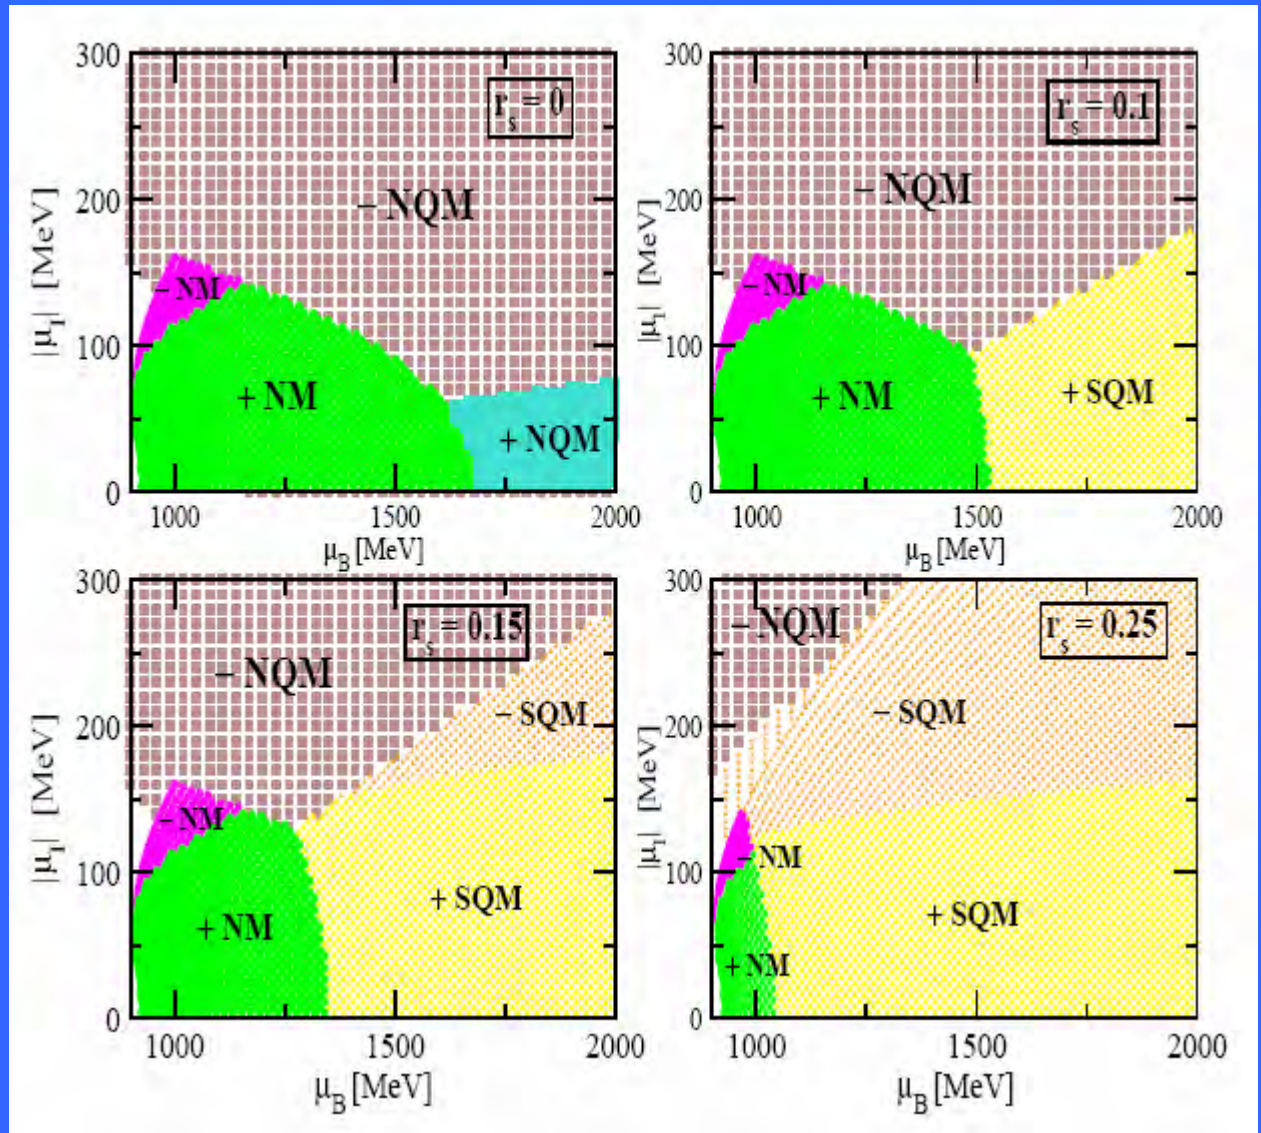 300
200
100
0
|μ_I| [MeV]
r_s = 0
– NQM
– NM
+ NM
+ NQM
1000
1500
2000
μ_B [MeV]
300
200
100
0
|μ_I| [MeV]
r_s = 0.1
– NQM
– NM
+ NM
+ SQM
1000
1500
2000
μ_B [MeV]
300
200
100
0
|μ_I| [MeV]
r_s = 0.15
– NQM
– SQM
– NM
+ SQM
+ NM
1000
1500
2000
μ_B [MeV]
300
200
100
0
|μ_I| [MeV]
– NQM
r_s = 0.25
– SQM
– NM
+ SQM
+ NM
1000
1500
2000
μ_B [MeV]